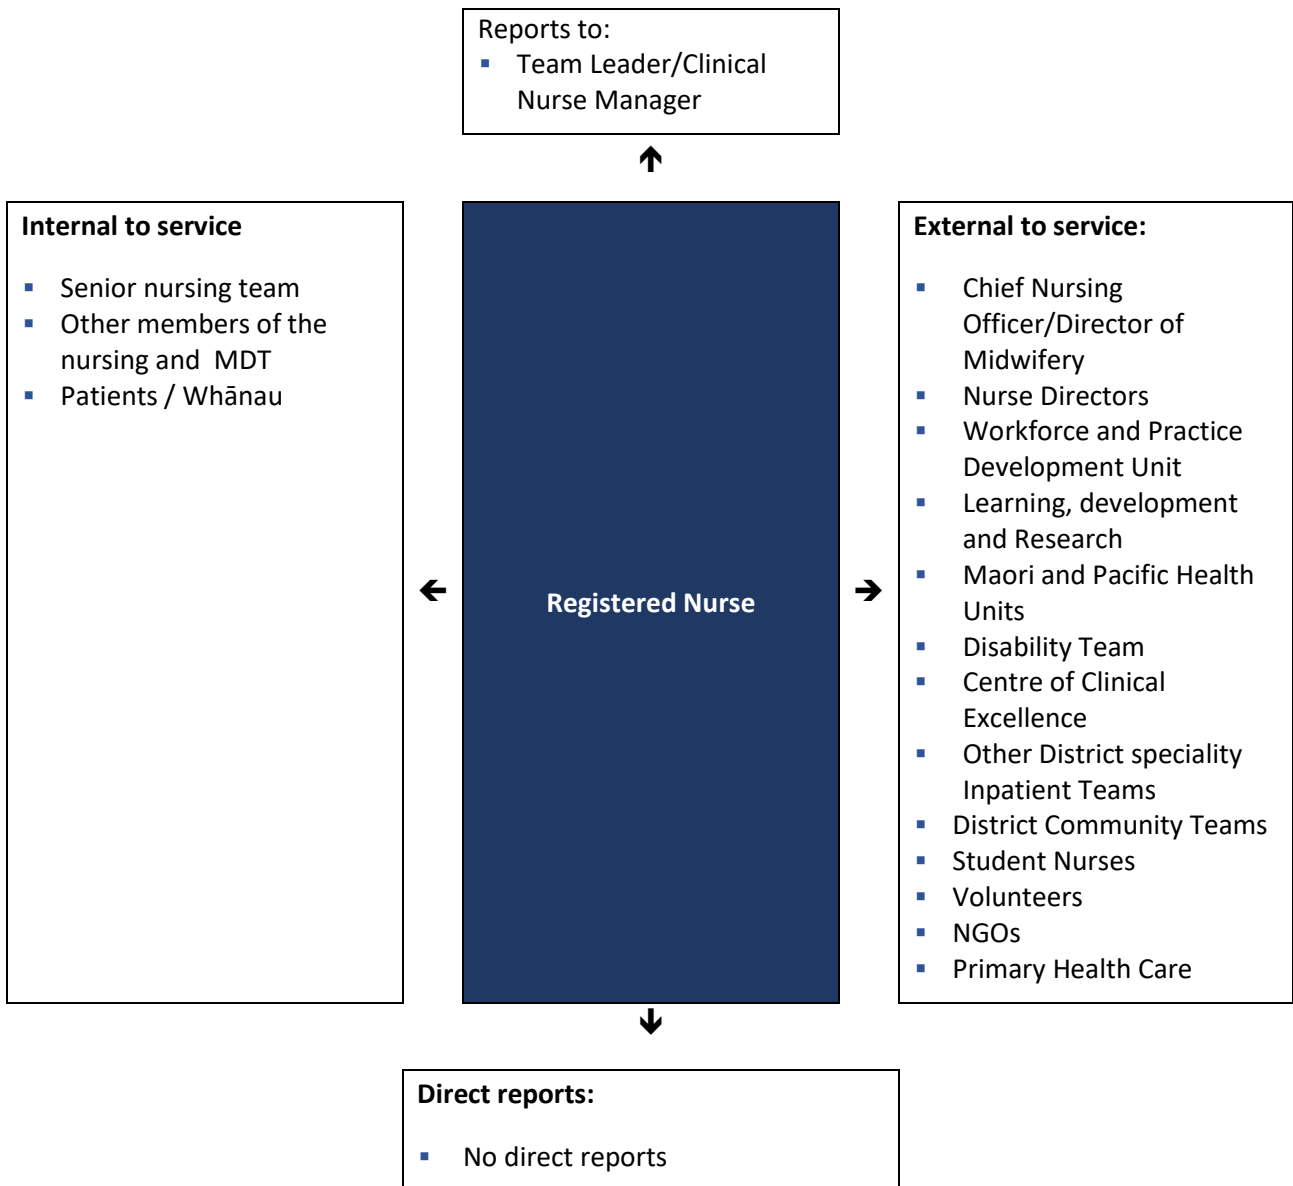 Reports to:
▪ Team Leader/Clinical
Nurse Manager
Internal to service
▪ Senior nursing team
▪ Other members of the
nursing and MDT
▪ Patients / Whānau
Registered Nurse
External to service:
▪ Chief Nursing
Officer/Director of
Midwifery
▪ Nurse Directors
▪ Workforce and Practice
Development Unit
▪ Learning, development
and Research
▪ Maori and Pacific Health
Units
▪ Disability Team
▪ Centre of Clinical
Excellence
▪ Other District speciality
Inpatient Teams
▪ District Community Teams
▪ Student Nurses
▪ Volunteers
▪ NGOs
▪ Primary Health Care
Direct reports:
▪ No direct reports